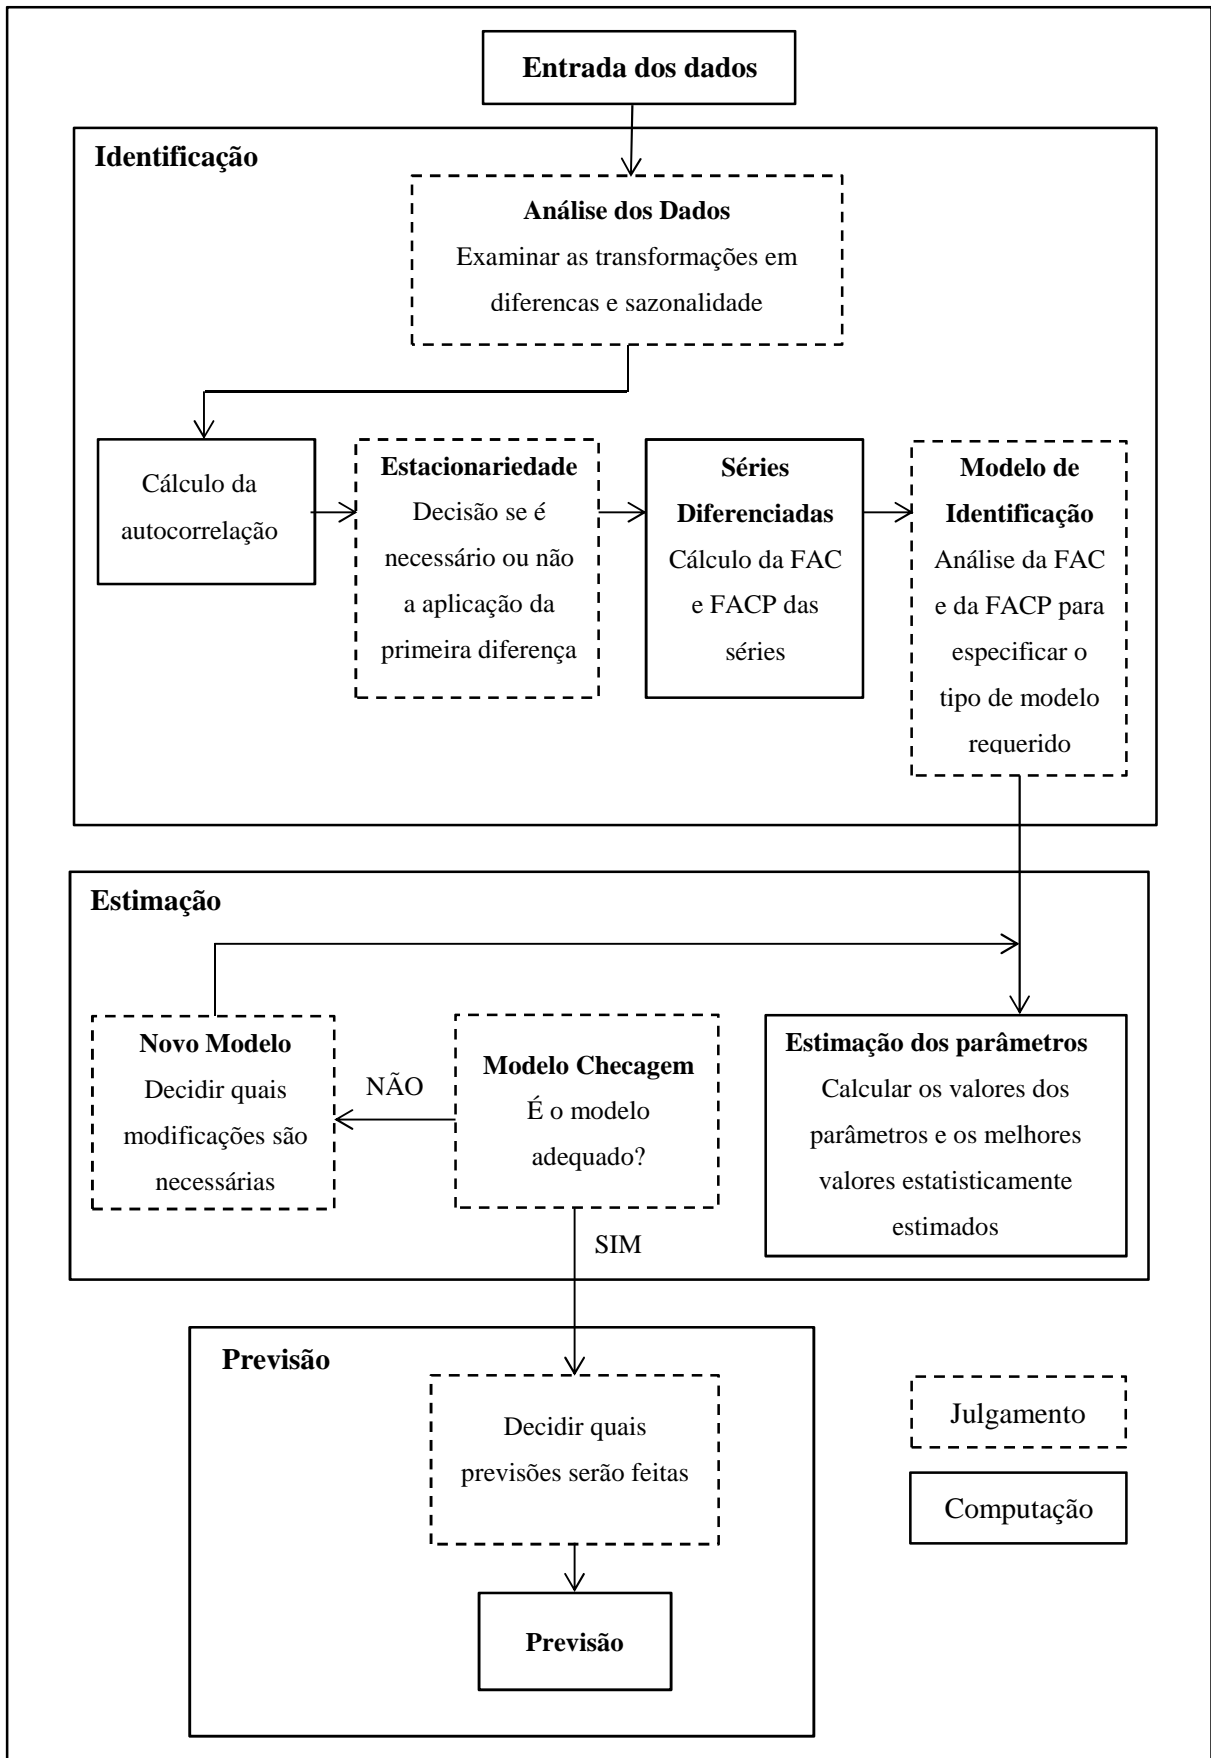 Entrada dos dados
Identificação
Análise dos Dados
Examinar as transformações em
diferencas e sazonalidade
Cálculo da
autocorrelação
Estacionariedade
Decisão se é
necessário ou não
a aplicação da
primeira diferença
Séries
Diferenciadas
Cálculo da FAC
e FACP das
séries
Modelo de
Identificação
Análise da FAC
e da FACP para
especificar o
tipo de modelo
requerido
Estimação
Novo Modelo
Decidir quais
modificações são
necessárias
NÃO
Modelo Checagem
É o modelo
adequado?
SIM
Estimação dos parâmetros
Calcular os valores dos
parâmetros e os melhores
valores estatisticamente
estimados
Previsão
Decidir quais
previsões serão feitas
Previsão
Julgamento
Computação